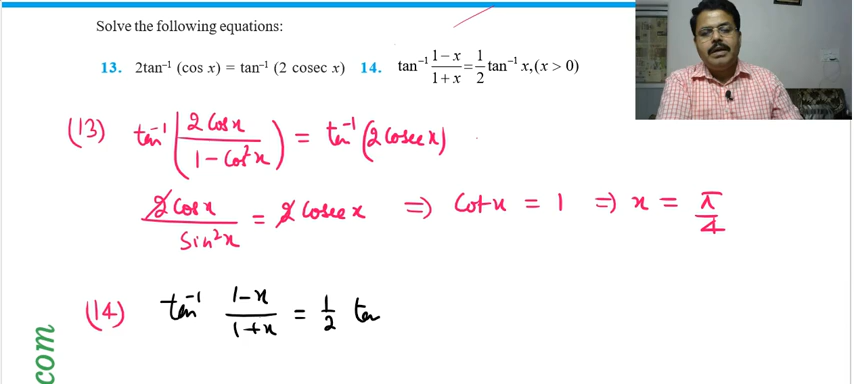 Solve the following equations:
13. 2tan⁻¹ (cos x) = tan⁻¹ (2 cosec x) 14. tan⁻¹ (1−x)/(1+x) = 1/2 tan⁻¹ x, (x > 0)
(13) tan⁻¹ (2 Cos x / (1 − Cos² x)) = tan⁻¹ (2 Cosec x)
2 Cos x / Sin² x = 2 Cosec x ⇒ Cot x = 1 ⇒ x = π/4
(14) tan⁻¹ (1−x)/(1+x) = 1/2 tan
com